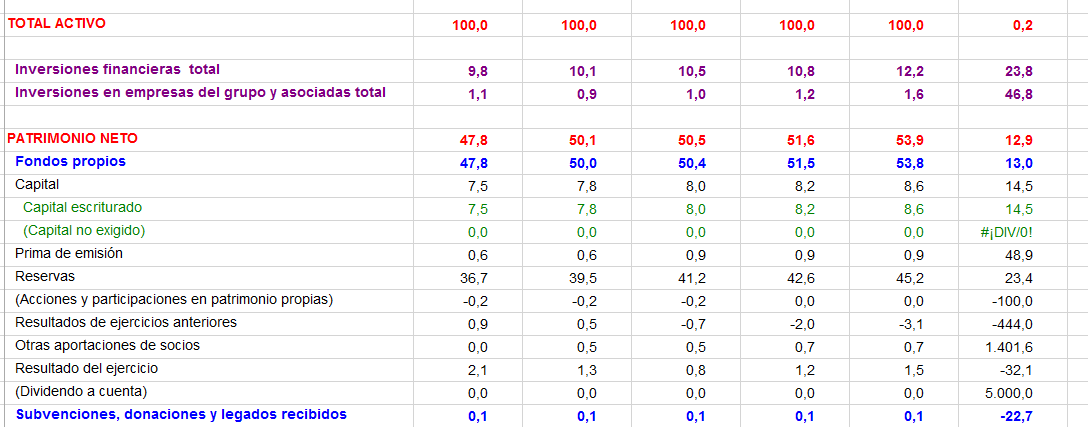 TOTAL ACTIVO 100,0 100,0 100,0 100,0 100,0 0,2
Inversiones financieras total 9,8 10,1 10,5 10,8 12,2 23,8
Inversiones en empresas del grupo y asociadas total 1,1 0,9 1,0 1,2 1,6 46,8
PATRIMONIO NETO 47,8 50,1 50,5 51,6 53,9 12,9
Fondos propios 47,8 50,0 50,4 51,5 53,8 13,0
Capital 7,5 7,8 8,0 8,2 8,6 14,5
Capital escriturado 7,5 7,8 8,0 8,2 8,6 14,5
(Capital no exigido) 0,0 0,0 0,0 0,0 0,0 #¡DIV/0!
Prima de emisión 0,6 0,6 0,9 0,9 0,9 48,9
Reservas 36,7 39,5 41,2 42,6 45,2 23,4
(Acciones y participaciones en patrimonio propias) -0,2 -0,2 -0,2 0,0 0,0 -100,0
Resultados de ejercicios anteriores 0,9 0,5 -0,7 -2,0 -3,1 -444,0
Otras aportaciones de socios 0,0 0,5 0,5 0,7 0,7 1.401,6
Resultado del ejercicio 2,1 1,3 0,8 1,2 1,5 -32,1
(Dividendo a cuenta) 0,0 0,0 0,0 0,0 0,0 5.000,0
Subvenciones, donaciones y legados recibidos 0,1 0,1 0,1 0,1 0,1 -22,7